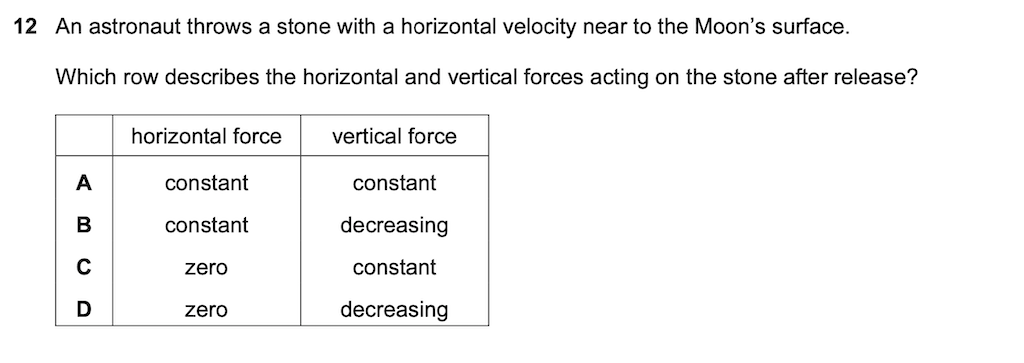 12 An astronaut throws a stone with a horizontal velocity near to the Moon’s surface.
Which row describes the horizontal and vertical forces acting on the stone after release?
horizontal force vertical force
A constant constant
B constant decreasing
C zero constant
D zero decreasing